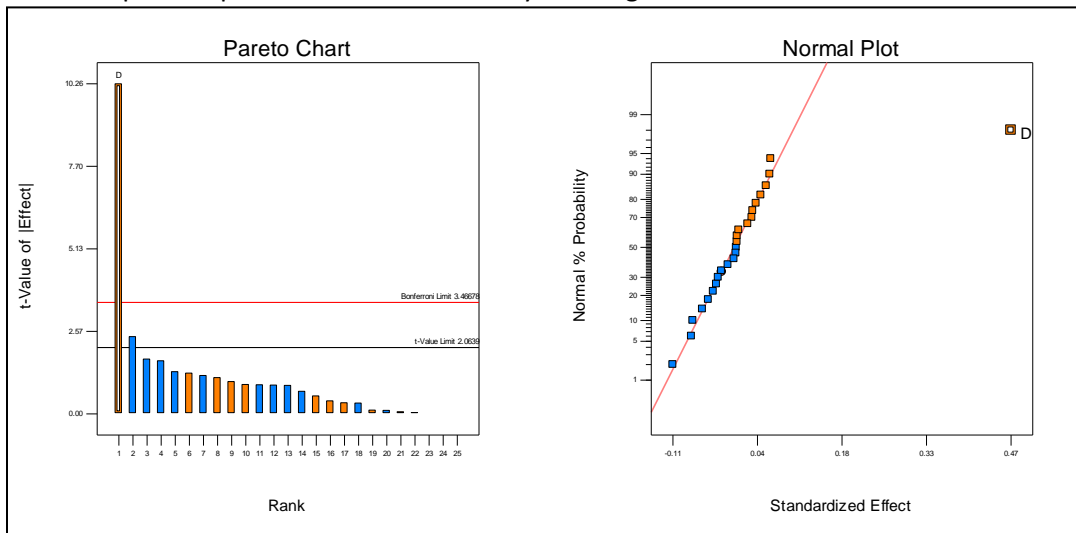 Pareto Chart
D
10.26
7.70
5.13
2.57
0.00
t-Value of |Effect|
Bonferroni Limit 3.46678
t-Value Limit 2.0639
1 2 3 4 5 6 7 8 9 10 11 12 13 14 15 16 17 18 19 20 21 22 23 24 25
Rank
Normal Plot
99
95
90
80
70
50
30
20
10
5
1
Normal % Probability
D
-0.11 0.04 0.18 0.33 0.47
Standardized Effect